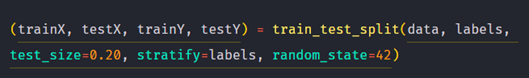 (trainX, testX, trainY, testY) = train_test_split(data, labels,
test_size=0.20, stratify=labels, random_state=42)